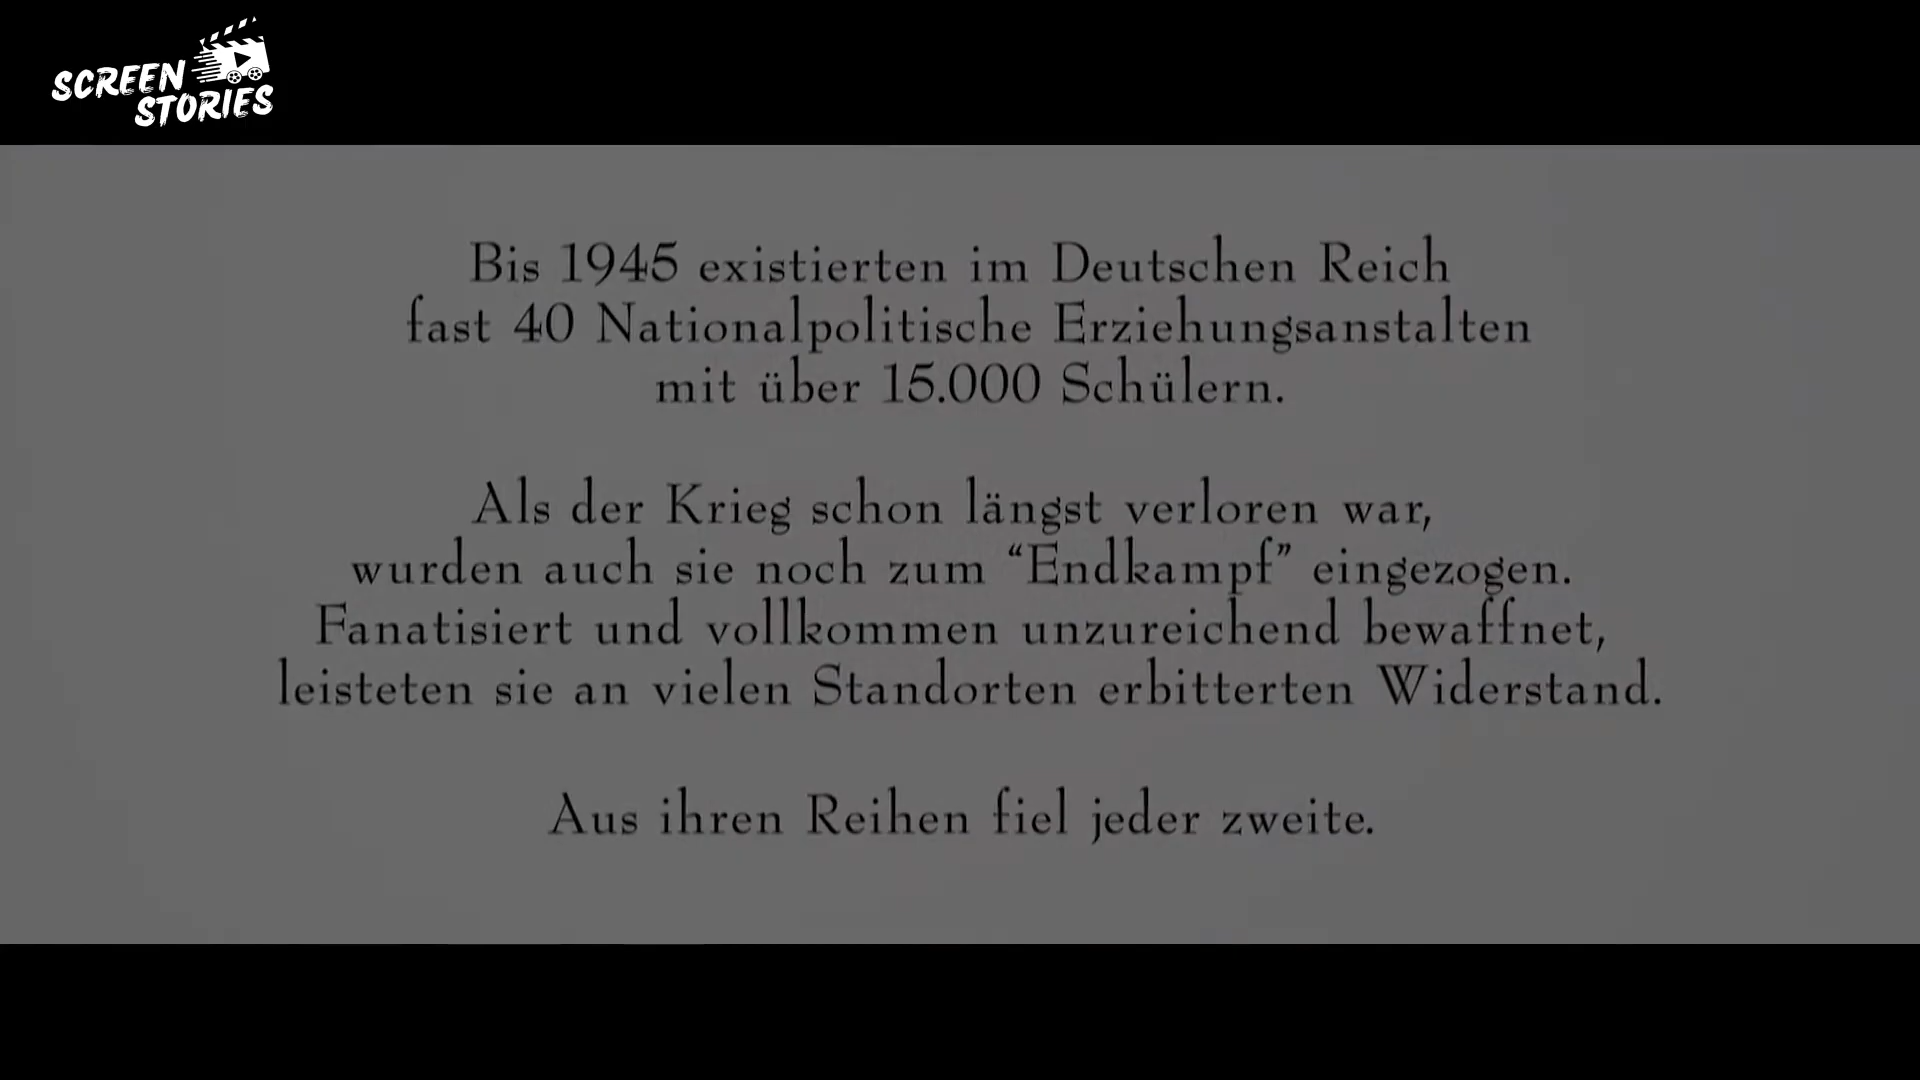 SCREEN
STORIES
Bis 1945 existierten im Deutschen Reich
fast 40 Nationalpolitische Erziehungsanstalten
mit über 15.000 Schülern.
Als der Krieg schon längst verloren war,
wurden auch sie noch zum “Endkampf” eingezogen.
Fanatisiert und vollkommen unzureichend bewaffnet,
leisteten sie an vielen Standorten erbitterten Widerstand.
Aus ihren Reihen fiel jeder zweite.